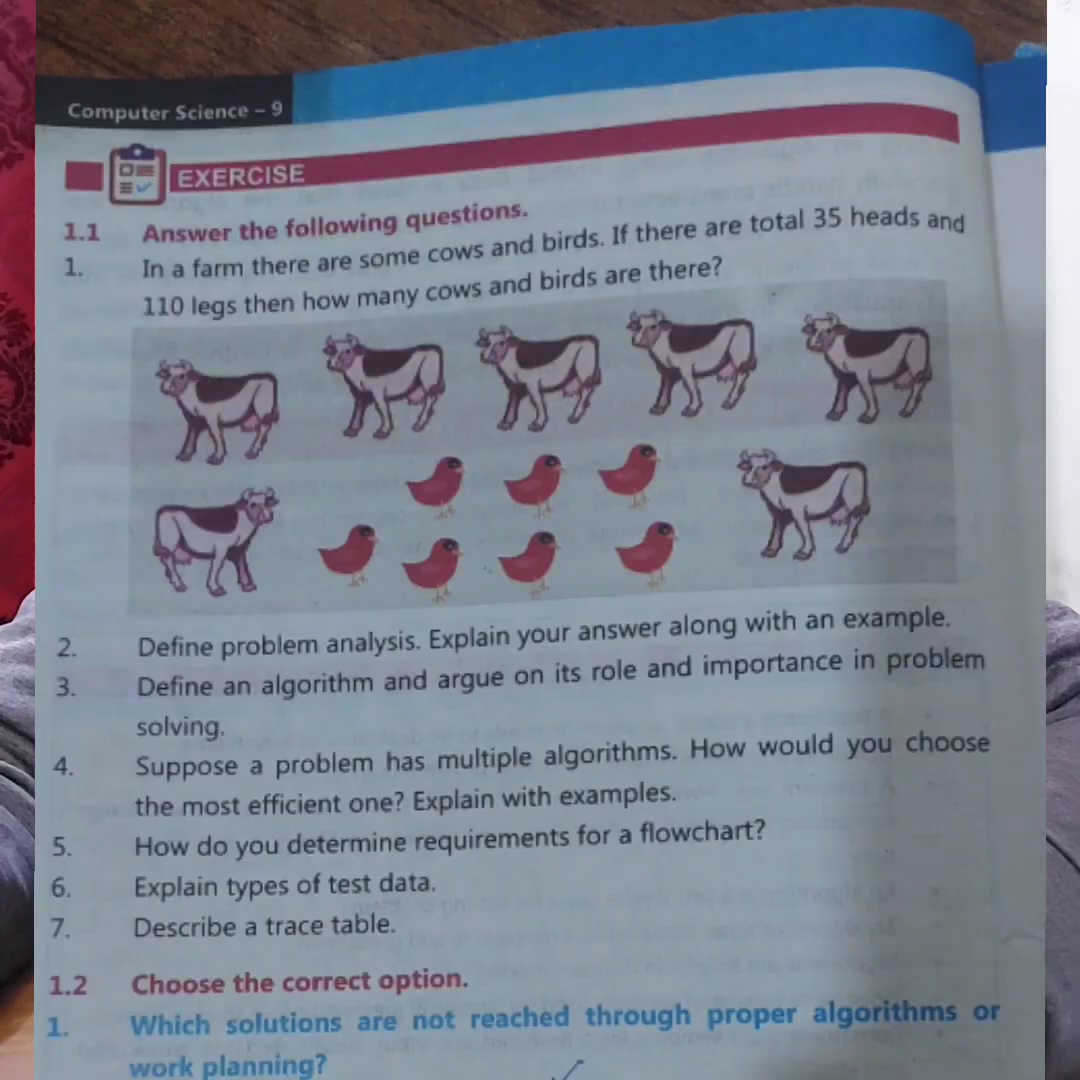 Computer Science – 9
EXERCISE
1.1 Answer the following questions.
1. In a farm there are some cows and birds. If there are total 35 heads and
110 legs then how many cows and birds are there?
2. Define problem analysis. Explain your answer along with an example.
3. Define an algorithm and argue on its role and importance in problem
solving.
4. Suppose a problem has multiple algorithms. How would you choose
the most efficient one? Explain with examples.
5. How do you determine requirements for a flowchart?
6. Explain types of test data.
7. Describe a trace table.
1.2 Choose the correct option.
1. Which solutions are not reached through proper algorithms or
work planning?